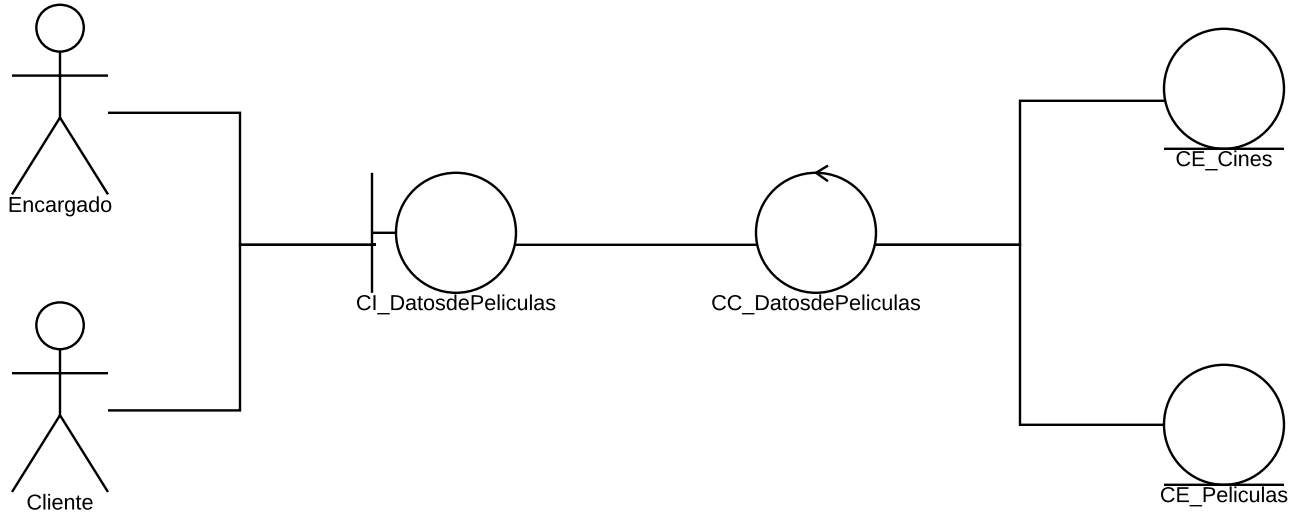 CE_Cines
Encargado
CI_DatosdePeliculas
CC_DatosdePeliculas
CE_Peliculas
Cliente